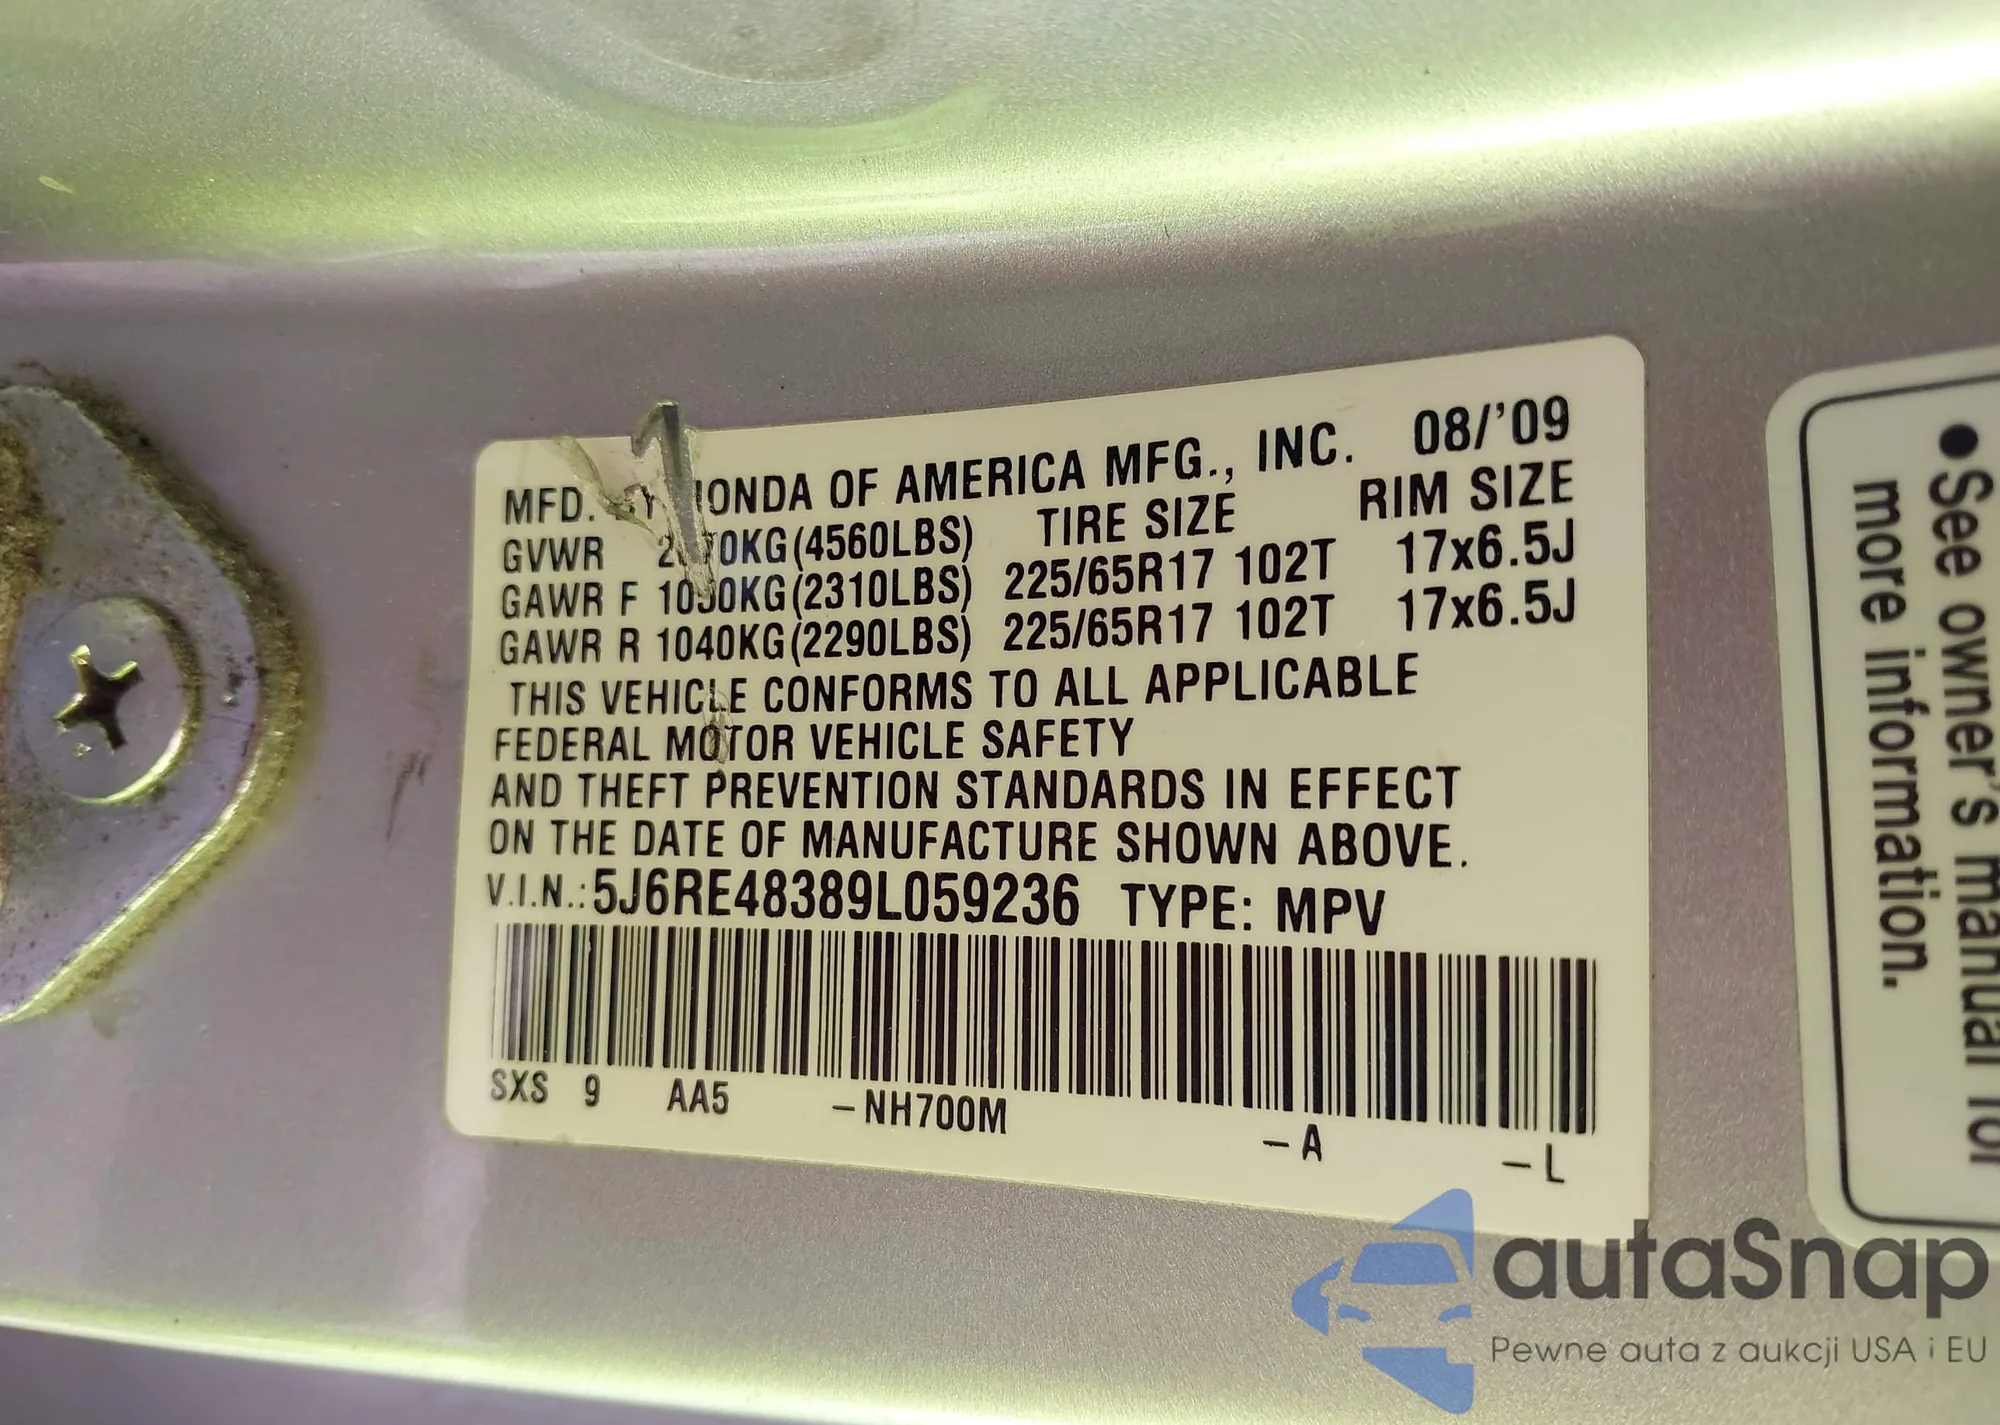 MFD. BY HONDA OF AMERICA MFG., INC. 08/'09
GVWR (4560LBS) TIRE SIZE RIM SIZE
GAWR F 1050KG(2310LBS) 225/65R17 102T 17x6.5J
GAWR R 1040KG(2290LBS) 225/65R17 102T 17x6.5J
THIS VEHICLE CONFORMS TO ALL APPLICABLE
FEDERAL MOTOR VEHICLE SAFETY
AND THEFT PREVENTION STANDARDS IN EFFECT
ON THE DATE OF MANUFACTURE SHOWN ABOVE.
V.I.N.: 5J6RE48389L059236 TYPE: MPV
SXS 9 AA5 -NH700M -A -L
•See owner's manual for
more information.
autaSnap
Pewne auta z aukcji USA i EU